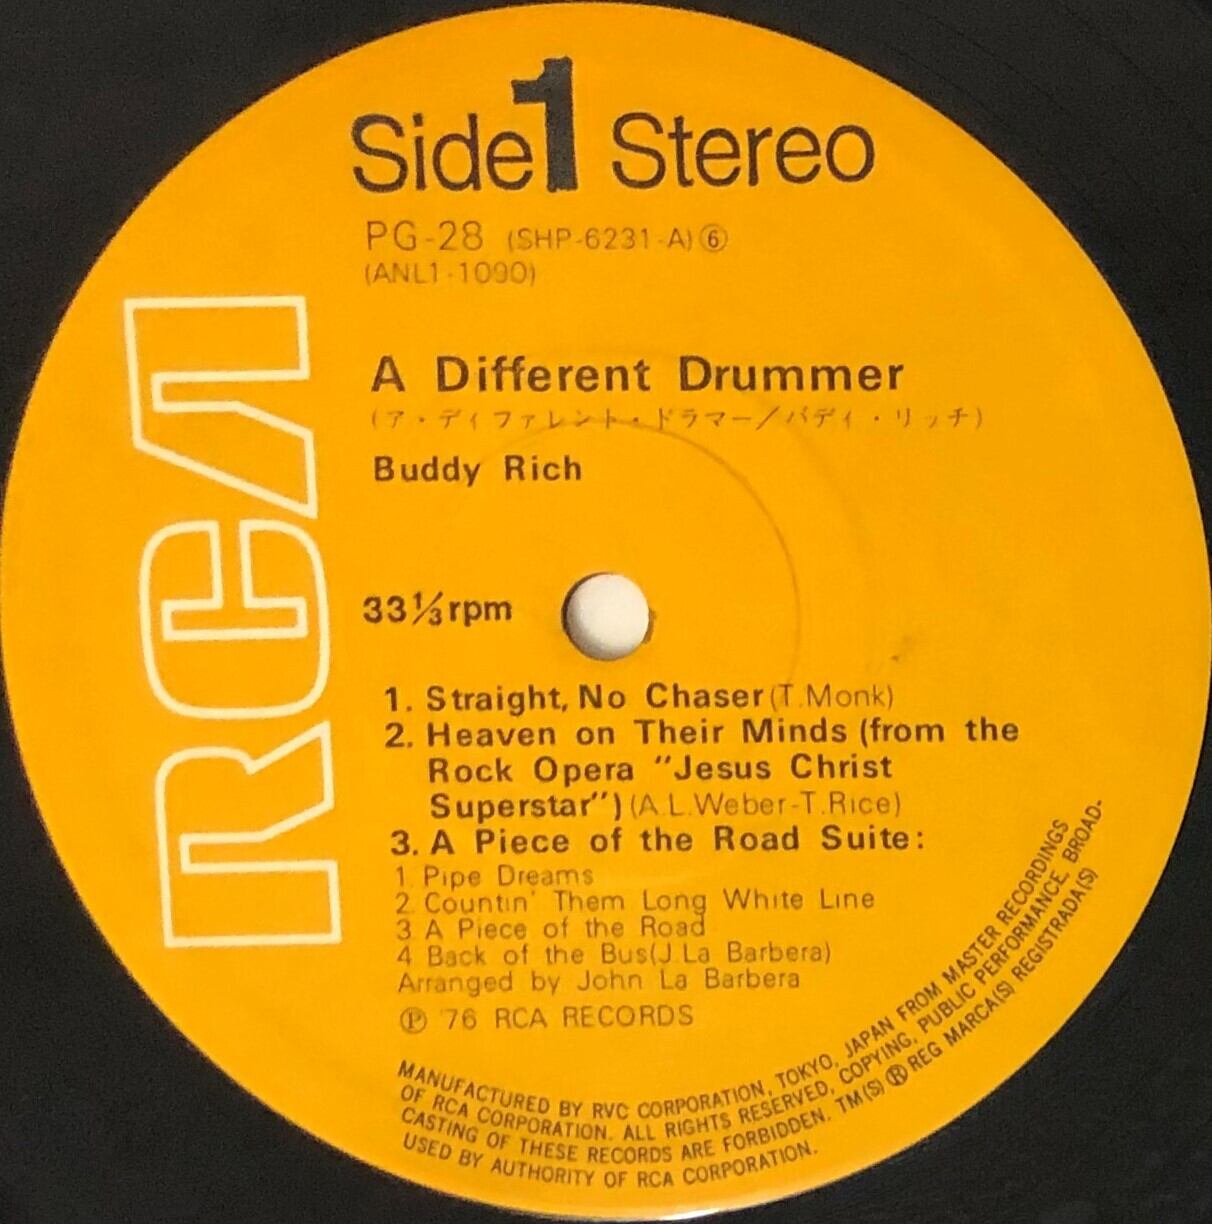 Side 1 Stereo
PG-28 (SHP-6231-A)⑥
(ANL1-1090)
RCA
A Different Drummer
(ア・ディファレント・ドラマー/バディ・リッチ)
Buddy Rich
33⅓rpm
1. Straight, No Chaser (T. Monk)
2. Heaven on Their Minds (from the
Rock Opera "Jesus Christ
Superstar") (A.L. Weber-T. Rice)
3. A Piece of the Road Suite:
1. Pipe Dreams
2. Countin' Them Long White Line
3 A Piece of the Road
4. Back of the Bus(J. La Barbera)
Arranged by John La Barbera
℗ '76 RCA RECORDS
MANUFACTURED BY RVC CORPORATION, TOKYO, JAPAN FROM MASTER RECORDINGS
OF RCA CORPORATION. ALL RIGHTS RESERVED, COPYING, PUBLIC PERFORMANCE, BROAD-
CASTING OF THESE RECORDS ARE FORBIDDEN. TM(S) ® REG MARCA(S) REGISTRADA(S)
USED BY AUTHORITY OF RCA CORPORATION.